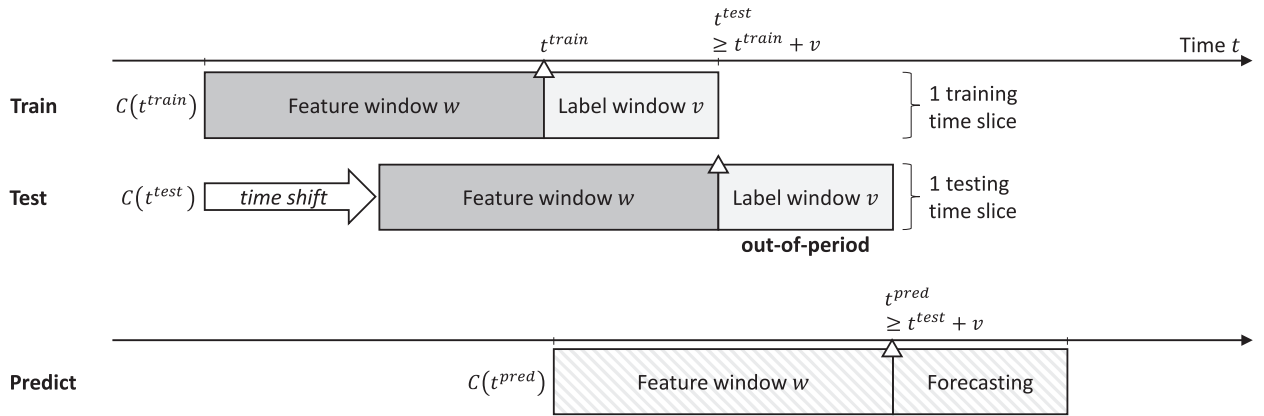 t^{test}
t^{train}
≥ t^{train} + v
Time t
Train
C(t^{train})
Feature window w
Label window v
1 training
time slice
Test
C(t^{test})
time shift
Feature window w
Label window v
1 testing
time slice
out-of-period
t^{pred}
≥ t^{test} + v
Predict
C(t^{pred})
Feature window w
Forecasting